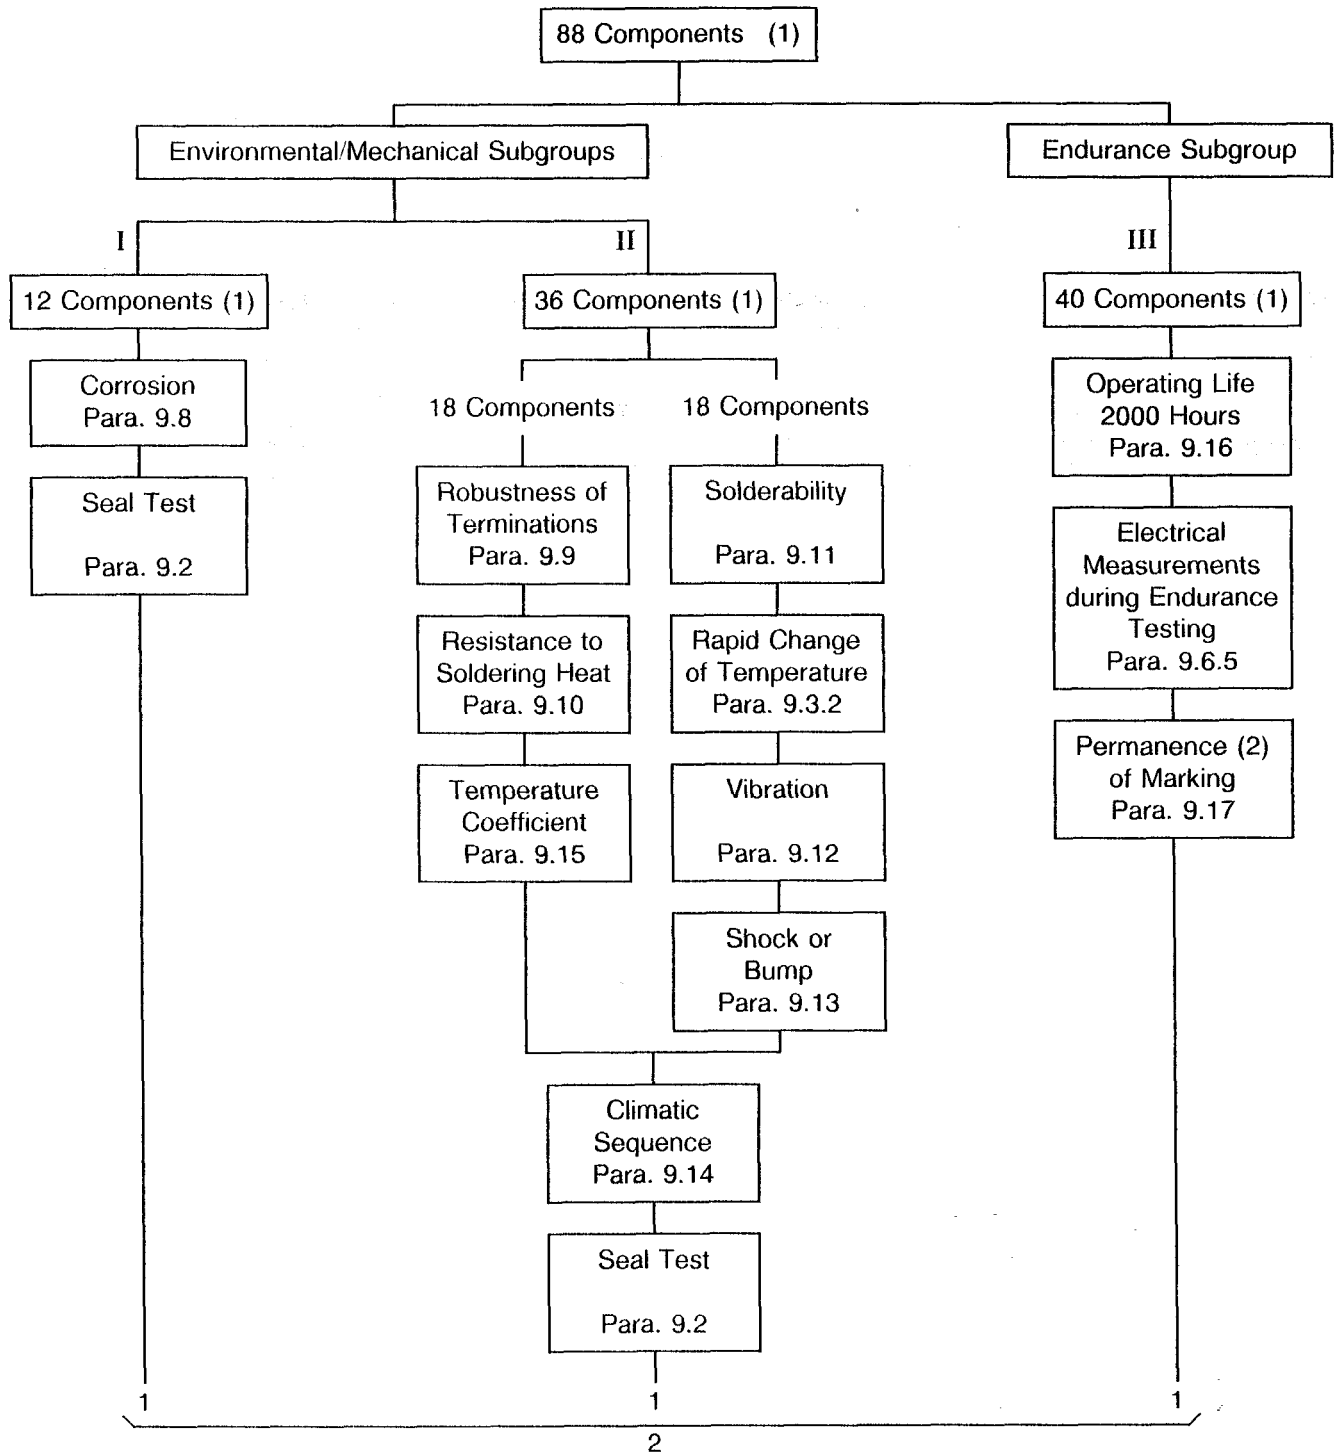 88 Components (1)
Environmental/Mechanical Subgroups
Endurance Subgroup
I
II
III
12 Components (1)
36 Components (1)
40 Components (1)
Corrosion
Para. 9.8
Seal Test
Para. 9.2
18 Components
18 Components
Robustness of
Terminations
Para. 9.9
Resistance to
Soldering Heat
Para. 9.10
Temperature
Coefficient
Para. 9.15
Solderability
Para. 9.11
Rapid Change
of Temperature
Para. 9.3.2
Vibration
Para. 9.12
Shock or
Bump
Para. 9.13
Climatic
Sequence
Para. 9.14
Seal Test
Para. 9.2
Operating Life
2000 Hours
Para. 9.16
Electrical
Measurements
during Endurance
Testing
Para. 9.6.5
Permanence (2)
of Marking
Para. 9.17
1
1
1
2